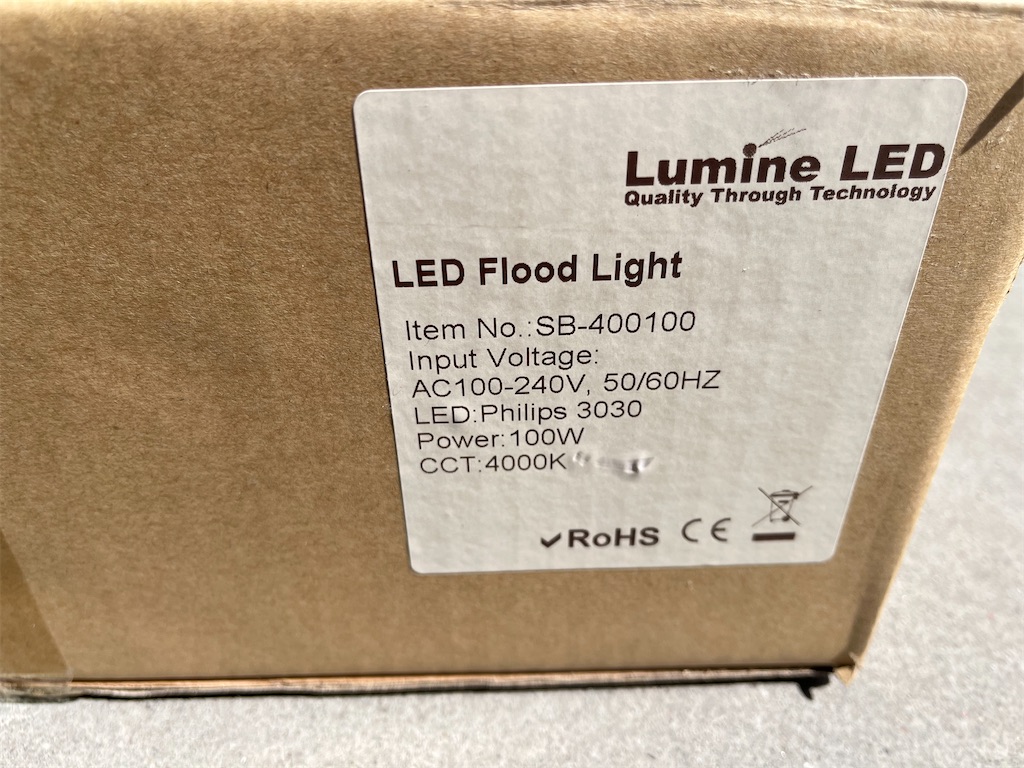 Lumine LED
Quality Through Technology
LED Flood Light
Item No.:SB-400100
Input Voltage:
AC100-240V, 50/60HZ
LED:Philips 3030
Power:100W
CCT:4000K
RoHS CE